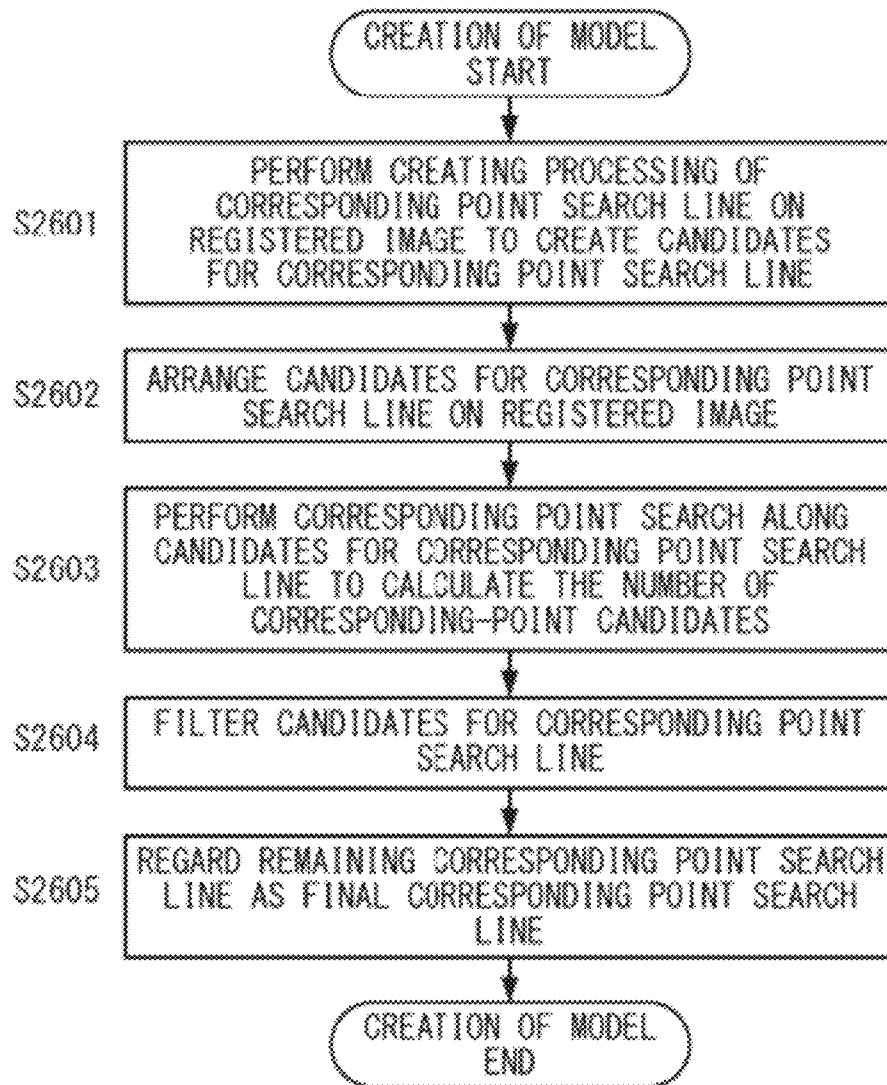 CREATION OF MODEL
START
S2601
PERFORM CREATING PROCESSING OF
CORRESPONDING POINT SEARCH LINE ON
REGISTERED IMAGE TO CREATE CANDIDATES
FOR CORRESPONDING POINT SEARCH LINE
S2602
ARRANGE CANDIDATES FOR CORRESPONDING POINT
SEARCH LINE ON REGISTERED IMAGE
S2603
PERFORM CORRESPONDING POINT SEARCH ALONG
CANDIDATES FOR CORRESPONDING POINT SEARCH
LINE TO CALCULATE THE NUMBER OF
CORRESPONDING-POINT CANDIDATES
S2604
FILTER CANDIDATES FOR CORRESPONDING POINT
SEARCH LINE
S2605
REGARD REMAINING CORRESPONDING POINT SEARCH
LINE AS FINAL CORRESPONDING POINT SEARCH
LINE
CREATION OF MODEL
END